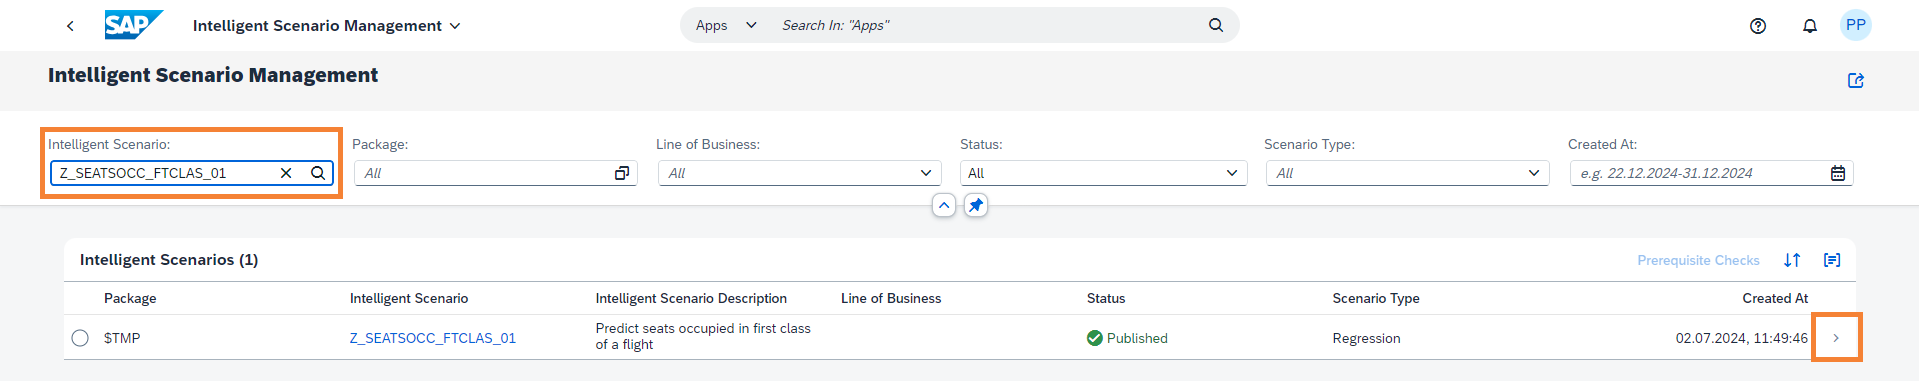 SAP Intelligent Scenario Management Apps Search In: "Apps" PP
Intelligent Scenario Management
Intelligent Scenario: Package: Line of Business: Status: Scenario Type: Created At:
Z_SEATSOCC_FTCLAS_01 All All All All e.g. 22.12.2024-31.12.2024
Intelligent Scenarios (1) Prerequisite Checks
Package Intelligent Scenario Intelligent Scenario Description Line of Business Status Scenario Type Created At
$TMP Z_SEATSOCC_FTCLAS_01 Predict seats occupied in first class Published Regression 02.07.2024, 11:49:46
of a flight